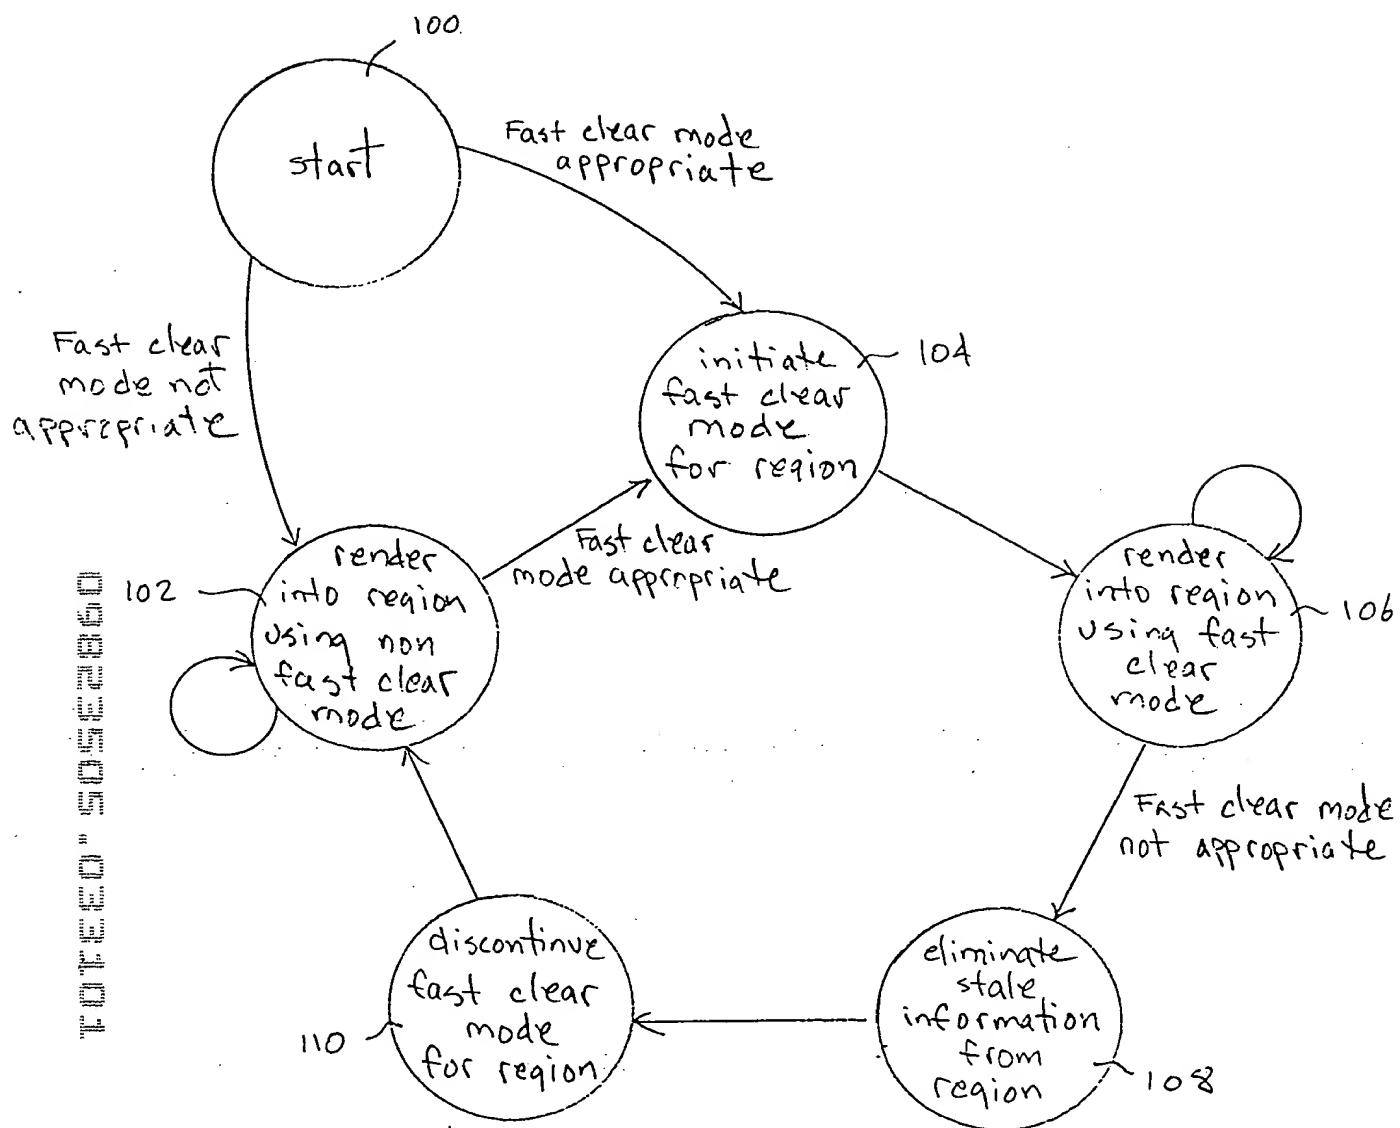 100
start
Fast clear mode
appropriate
Fast clear
mode not
appropriate
initiate
fast clear
mode
for region
104
Fast clear
mode appropriate
102
render
into region
using non
fast clear
mode
render
into region
using fast
clear
mode
106
Fast clear mode
not appropriate
discontinue
fast clear
mode
for region
110
eliminate
stale
information
from
region
108
09823505.033101